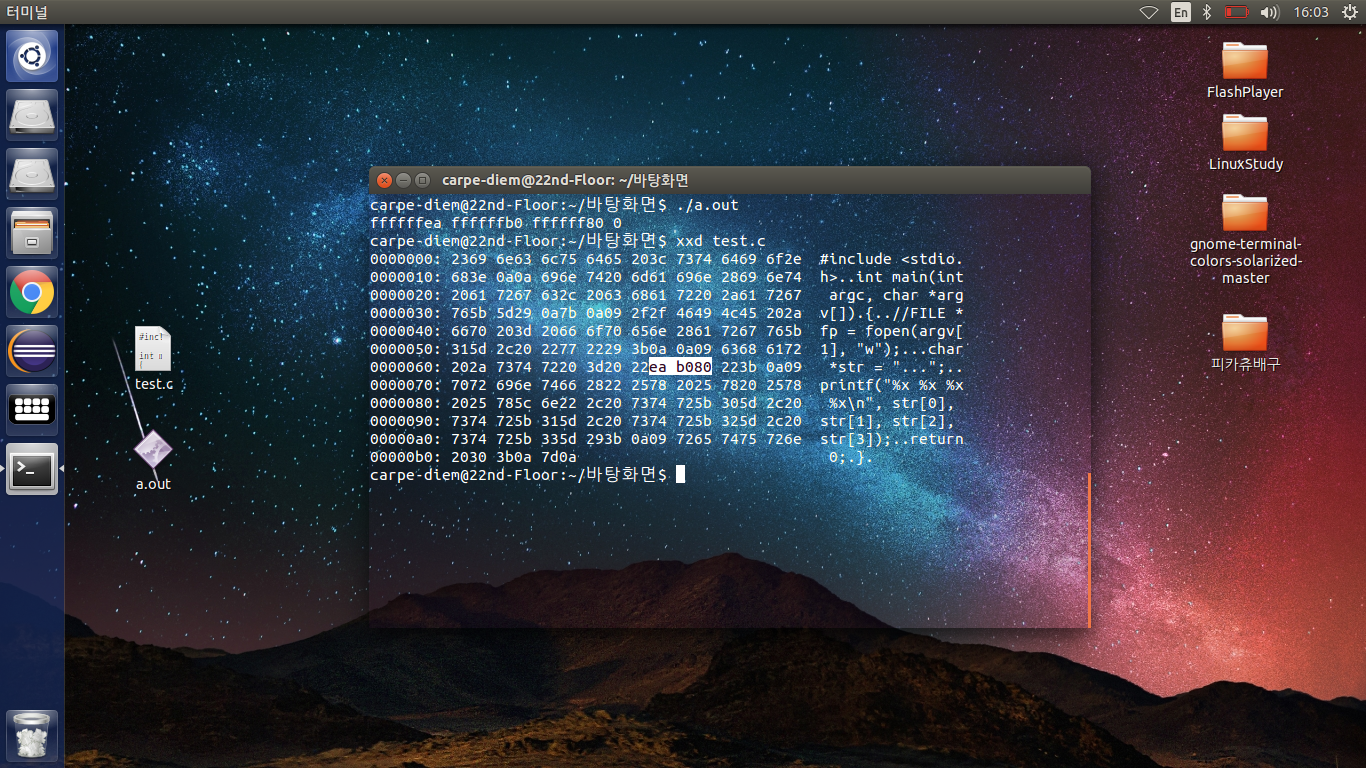 터미널
En
16:03
FlashPlayer
LinuxStudy
gnome-terminal-
colors-solarized-
master
피카츄배구
#incl
int
(
test.c
a.out
carpe-diem@22nd-Floor: ~/바탕화면
carpe-diem@22nd-Floor:~/바탕화면$ ./a.out
ffffffea ffffffb0 ffffff80 0
carpe-diem@22nd-Floor:~/바탕화면$ xxd test.c
0000000: 2369 6e63 6c75 6465 203c 7374 6469 6f2e  #include <stdio.
0000010: 683e 0a0a 696e 7420 6d61 696e 2869 6e74  h>..int main(int
0000020: 2061 7267 632c 2063 6861 7220 2a61 7267   argc, char *arg
0000030: 765b 5d29 0a7b 0a09 2f2f 4649 4c45 202a  v[]).{..//FILE *
0000040: 6670 203d 2066 6f70 656e 2861 7267 765b  fp = fopen(argv[
0000050: 315d 2c20 2277 2229 3b0a 0a09 6368 6172  1], "w");...char
0000060: 202a 7374 7220 3d20 22ea b080 223b 0a09   *str = "...";..
0000070: 7072 696e 7466 2822 2578 2025 7820 2578  printf("%x %x %x
0000080: 2025 785c 6e22 2c20 7374 725b 305d 2c20   %x\n", str[0], 
0000090: 7374 725b 315d 2c20 7374 725b 325d 2c20  str[1], str[2], 
00000a0: 7374 725b 335d 293b 0a09 7265 7475 726e  str[3]);..return
00000b0: 2030 3b0a 7d0a                            0;.}.
carpe-diem@22nd-Floor:~/바탕화면$